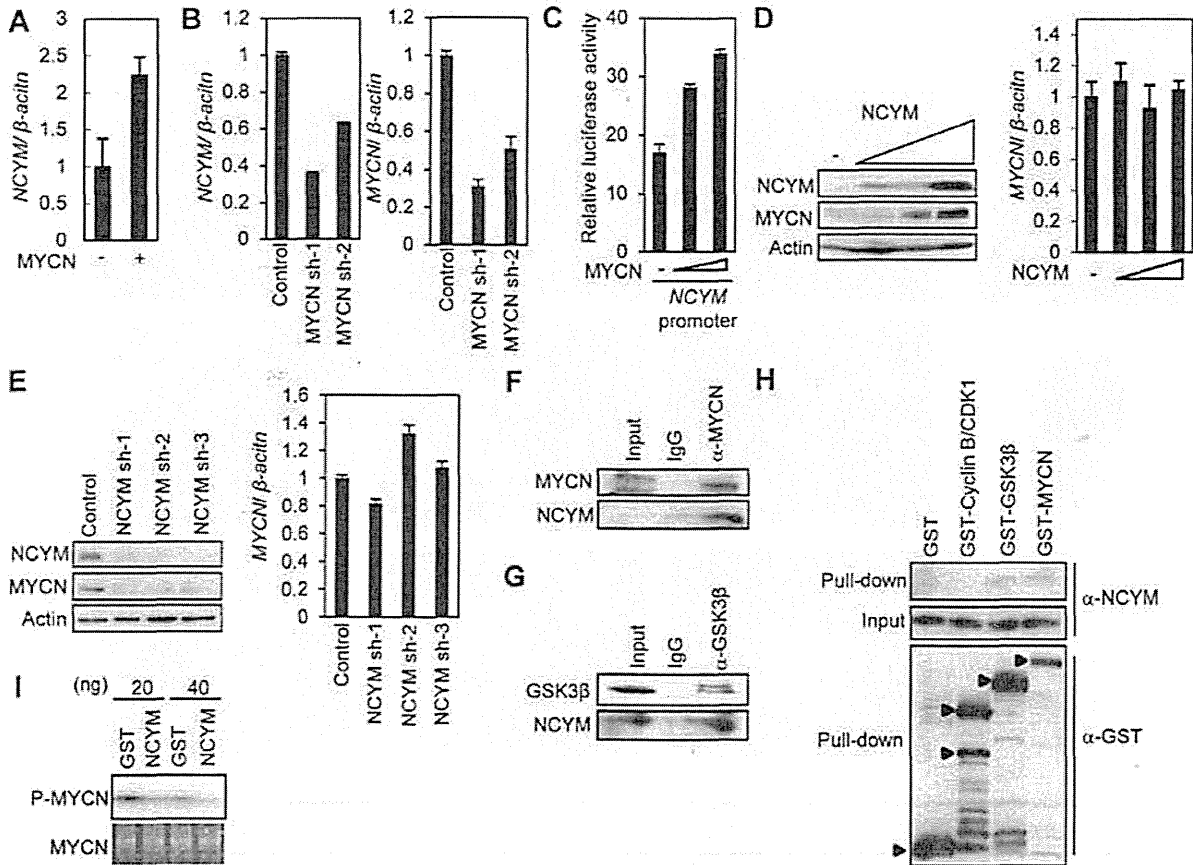 A
NCYM/ β-acitn
3
2.5
2
1.5
1
0.5
0
- +
MYCN
B
NCYM/ β-acitn
1.2
1
0.8
0.6
0.4
0.2
0
Control
MYCN sh-1
MYCN sh-2
MYCN/ β-acitn
1.2
1
0.8
0.6
0.4
0.2
0
Control
MYCN sh-1
MYCN sh-2
C
Relative luciferase activity
40
30
20
10
0
MYCN -
NCYM
promoter
D
NCYM
-
NCYM
MYCN
Actin
MYCN/ β-acitn
1.4
1.2
1
0.8
0.6
0.4
0.2
0
NCYM -
E
Control
NCYM sh-1
NCYM sh-2
NCYM sh-3
NCYM
MYCN
Actin
MYCN/ β-acitn
1.6
1.4
1.2
1
0.8
0.6
0.4
0.2
0
Control
NCYM sh-1
NCYM sh-2
NCYM sh-3
F
Input
IgG
α-MYCN
MYCN
NCYM
G
Input
IgG
α-GSK3β
GSK3β
NCYM
H
GST
GST-Cyclin B/CDK1
GST-GSK3β
GST-MYCN
Pull-down
Input
α-NCYM
Pull-down
α-GST
I
(ng) 20 40
GST
NCYM
GST
NCYM
P-MYCN
MYCN